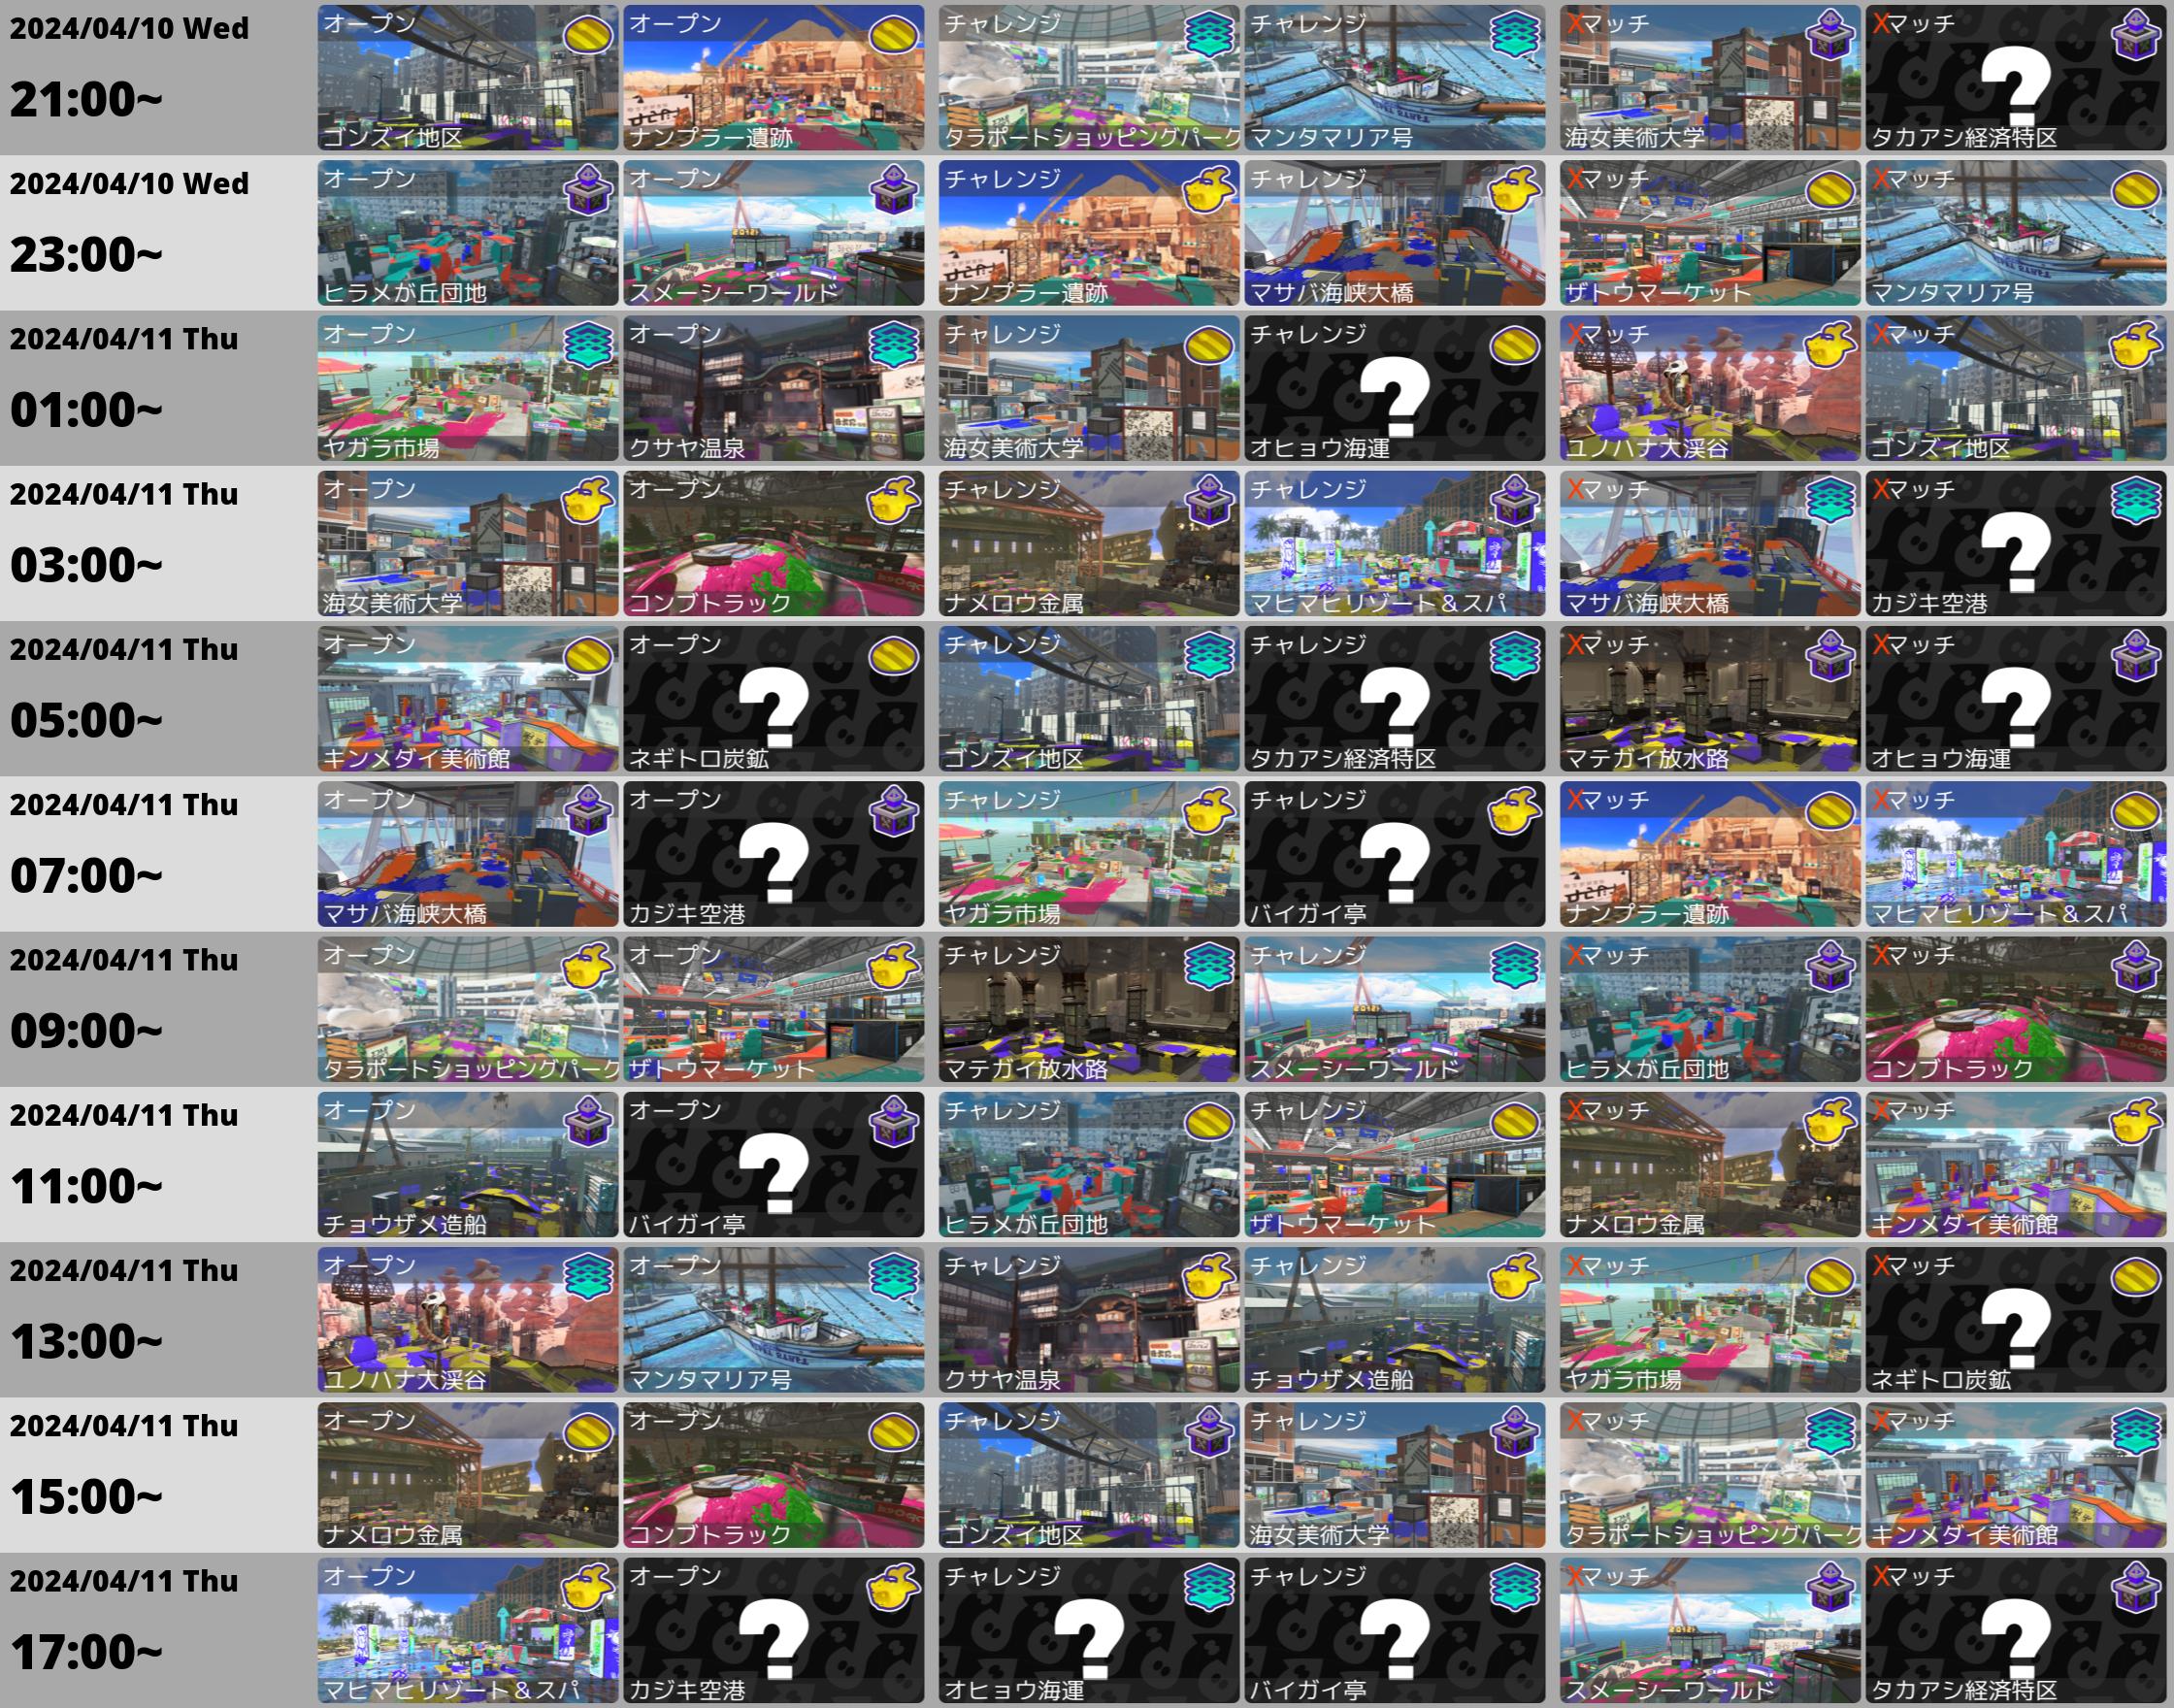 2024/04/10 Wed
21:00~
オープン
ゴンズイ地区
オープン
ナンプラー遺跡
チャレンジ
タラポートショッピングパーク
チャレンジ
マンタマリア号
Xマッチ
海女美術大学
Xマッチ
?
タカアシ経済特区
2024/04/10 Wed
23:00~
オープン
ヒラメが丘団地
オープン
スメーシーワールド
チャレンジ
ナンプラー遺跡
チャレンジ
マサバ海峡大橋
Xマッチ
ザトウマーケット
Xマッチ
マンタマリア号
2024/04/11 Thu
01:00~
オープン
ヤガラ市場
オープン
クサヤ温泉
チャレンジ
海女美術大学
チャレンジ
?
オヒョウ海運
Xマッチ
ユノハナ大渓谷
Xマッチ
ゴンズイ地区
2024/04/11 Thu
03:00~
オープン
海女美術大学
オープン
コンブトラック
チャレンジ
ナメロウ金属
チャレンジ
マヒマヒリゾート&スパ
Xマッチ
マサバ海峡大橋
Xマッチ
?
カジキ空港
2024/04/11 Thu
05:00~
オープン
キンメダイ美術館
オープン
?
ネギトロ炭鉱
チャレンジ
ゴンズイ地区
チャレンジ
?
タカアシ経済特区
Xマッチ
マテガイ放水路
Xマッチ
?
オヒョウ海運
2024/04/11 Thu
07:00~
オープン
マサバ海峡大橋
オープン
?
カジキ空港
チャレンジ
ヤガラ市場
チャレンジ
?
バイガイ亭
Xマッチ
ナンプラー遺跡
Xマッチ
マヒマヒリゾート&スパ
2024/04/11 Thu
09:00~
オープン
タラポートショッピングパーク
オープン
ザトウマーケット
チャレンジ
マテガイ放水路
チャレンジ
スメーシーワールド
Xマッチ
ヒラメが丘団地
Xマッチ
コンブトラック
2024/04/11 Thu
11:00~
オープン
チョウザメ造船
オープン
?
バイガイ亭
チャレンジ
ヒラメが丘団地
チャレンジ
ザトウマーケット
Xマッチ
ナメロウ金属
Xマッチ
キンメダイ美術館
2024/04/11 Thu
13:00~
オープン
ユノハナ大渓谷
オープン
マンタマリア号
チャレンジ
クサヤ温泉
チャレンジ
チョウザメ造船
Xマッチ
ヤガラ市場
Xマッチ
?
ネギトロ炭鉱
2024/04/11 Thu
15:00~
オープン
ナメロウ金属
オープン
コンブトラック
チャレンジ
ゴンズイ地区
チャレンジ
海女美術大学
Xマッチ
タラポートショッピングパーク
Xマッチ
キンメダイ美術館
2024/04/11 Thu
17:00~
オープン
マヒマヒリゾート&スパ
オープン
?
カジキ空港
チャレンジ
?
オヒョウ海運
チャレンジ
?
バイガイ亭
Xマッチ
スメーシーワールド
Xマッチ
?
タカアシ経済特区